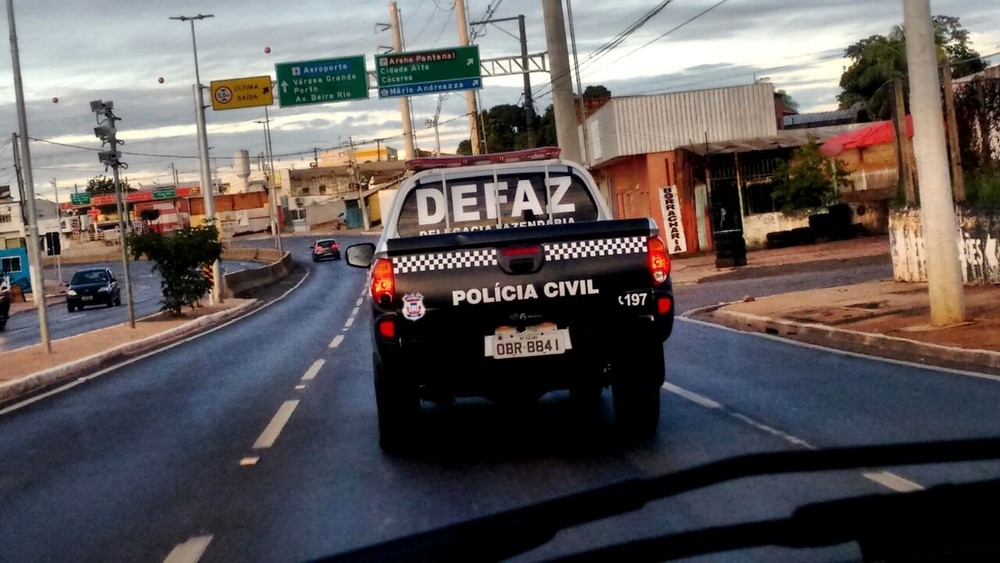 ÚLTIMA
SAÍDA
Aeroporto
Várzea Grande
Porto
Av. Beira Rio
Arena Pantanal
Cidade Alta
Cáceres
Mário Andreazza
DEFAZ
DELEGACIA FAZENDÁRIA
POLÍCIA CIVIL
197
OBR-8841
BORRACHARIA